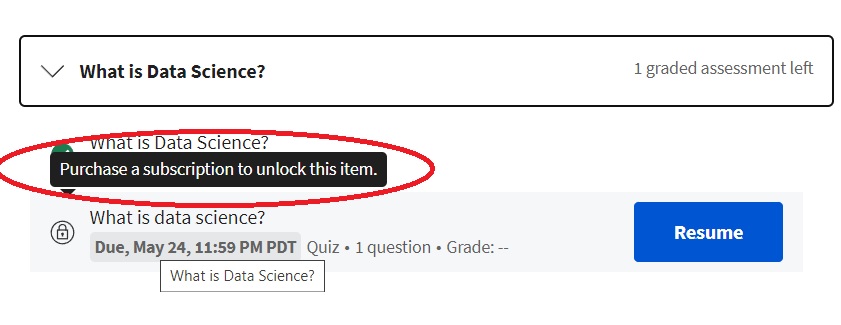 What is Data Science?
1 graded assessment left
What is Data Science?
Purchase a subscription to unlock this item.
What is data science?
Resume
Due, May 24, 11:59 PM PDT Quiz • 1 question • Grade: --
What is Data Science?